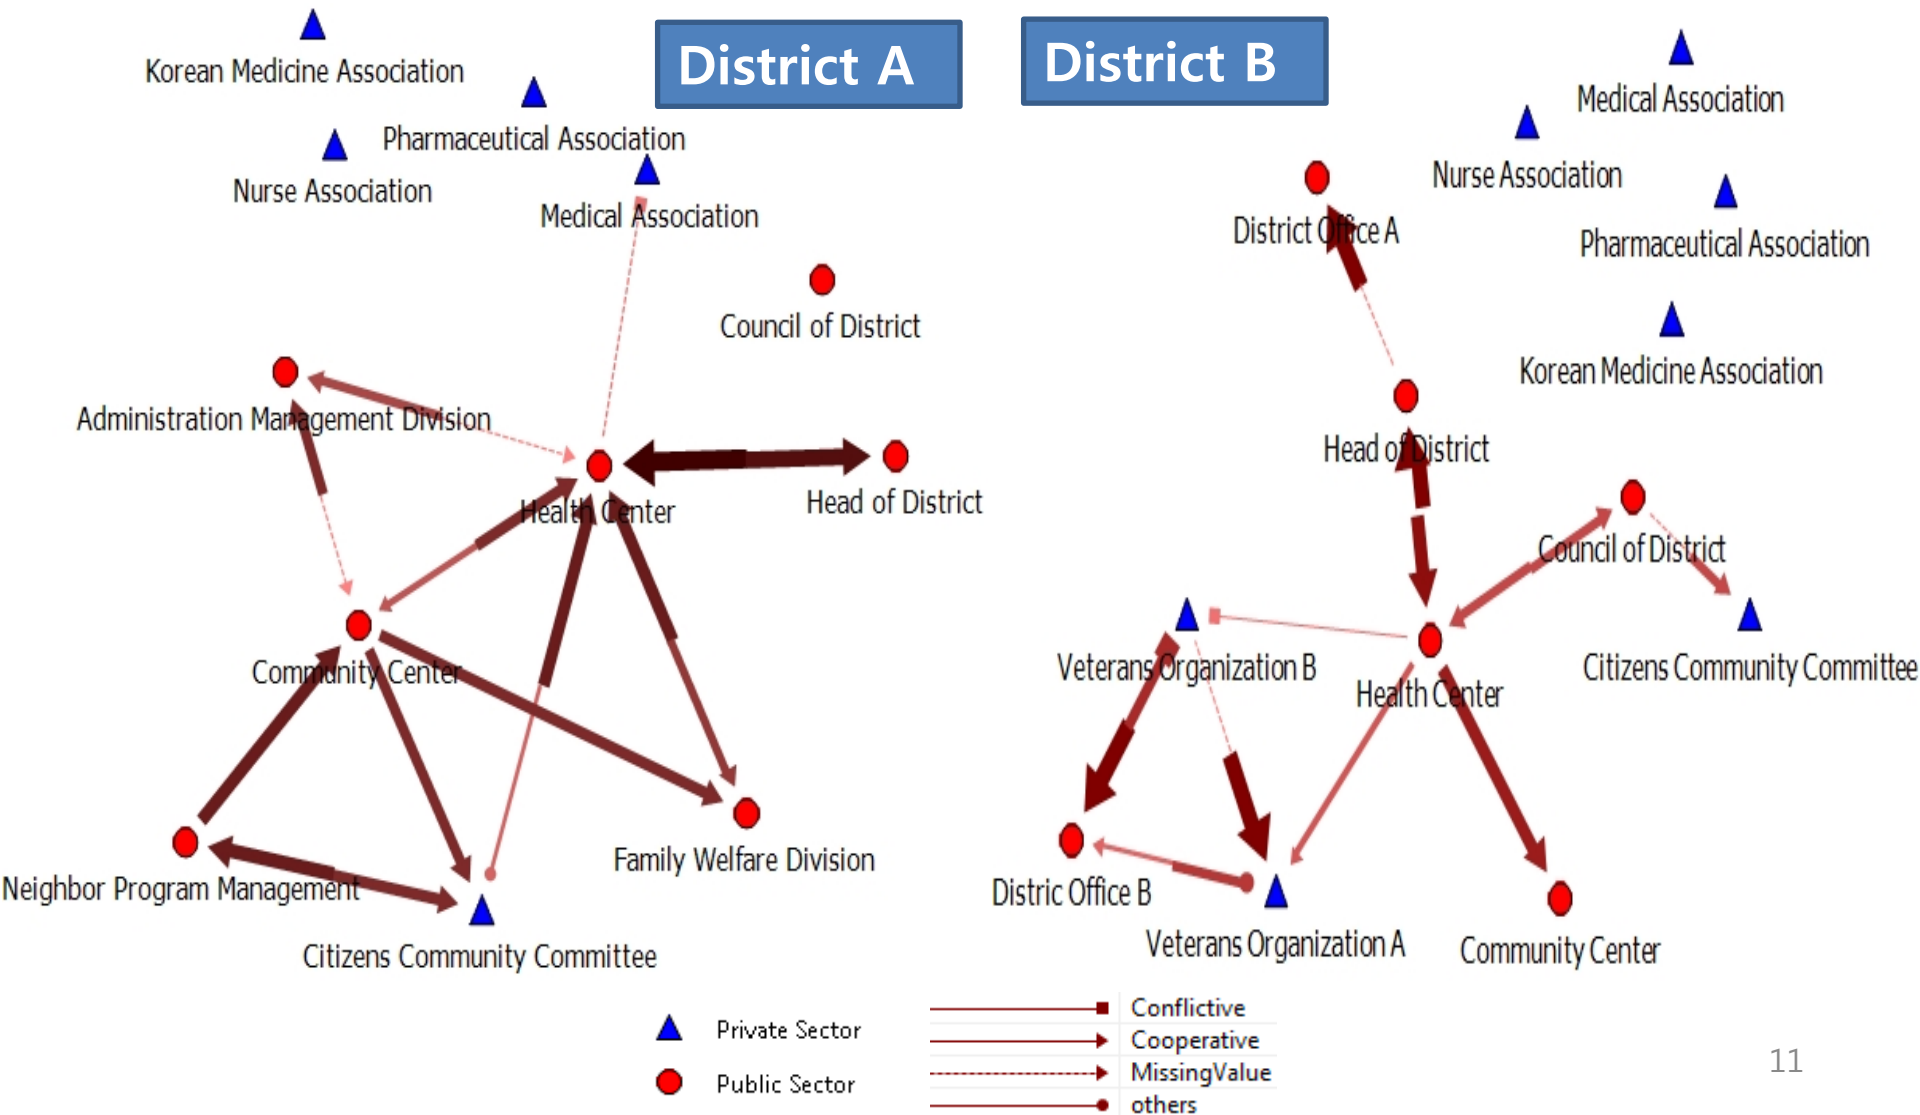 District A
District B
Korean Medicine Association
Pharmaceutical Association
Nurse Association
Medical Association
Council of District
Administration Management Division
Health Center
Head of District
Community Center
Neighbor Program Management
Family Welfare Division
Citizens Community Committee
Medical Association
Nurse Association
District Office A
Pharmaceutical Association
Korean Medicine Association
Head of District
Council of District
Veterans Organization B
Health Center
Citizens Community Committee
Distric Office B
Veterans Organization A
Community Center
Private Sector
Public Sector
Conflictive
Cooperative
MissingValue
others
11